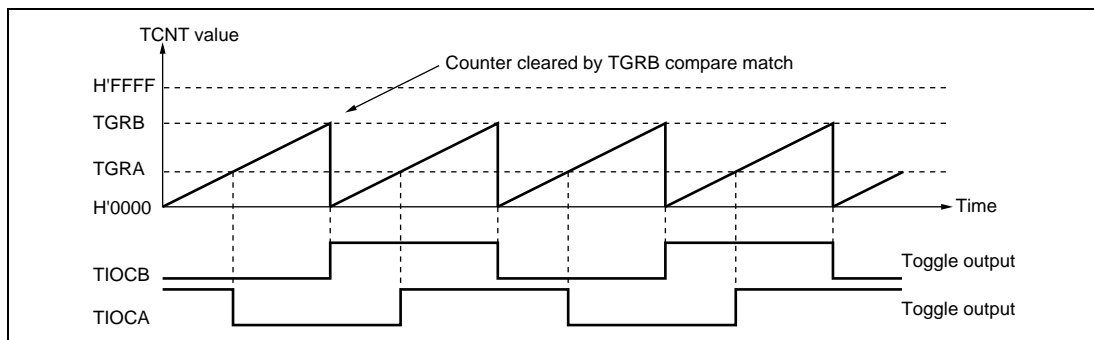 TCNT value
Counter cleared by TGRB compare match
H'FFFF
TGRB
TGRA
H'0000
Time
TIOCB
Toggle output
TIOCA
Toggle output